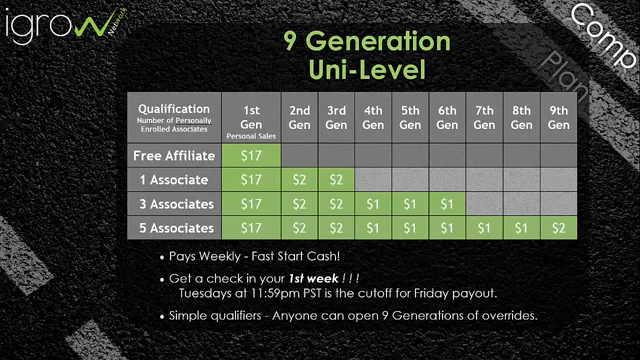 igrow
Network
Comp
Plan
9 Generation
Uni-Level
Qualification
Number of Personally
Enrolled Associates
1st
Gen
Personal Sales
2nd
Gen
3rd
Gen
4th
Gen
5th
Gen
6th
Gen
7th
Gen
8th
Gen
9th
Gen
Free Affiliate $17
1 Associate $17 $2 $2
3 Associates $17 $2 $2 $1 $1 $1
5 Associates $17 $2 $2 $1 $1 $1 $1 $1 $2
• Pays Weekly - Fast Start Cash!
• Get a check in your 1st week ! ! !
Tuesdays at 11:59pm PST is the cutoff for Friday payout.
• Simple qualifiers - Anyone can open 9 Generations of overrides.